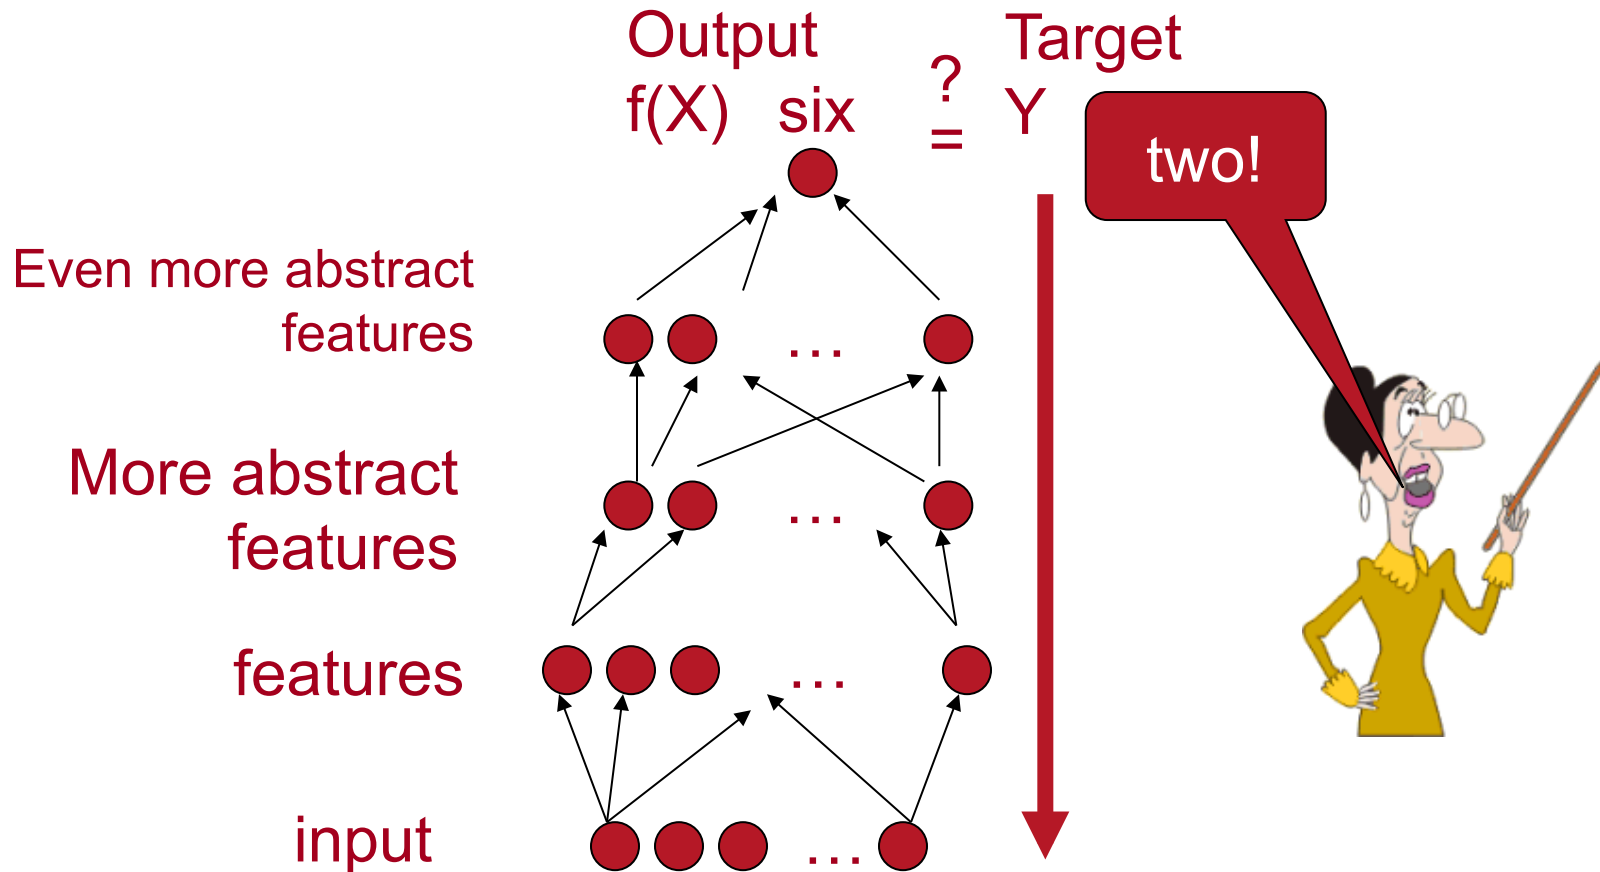 Output
f(X) six
?
=
Target
Y
two!
Even more abstract
features
...
More abstract
features
...
features
...
input
...